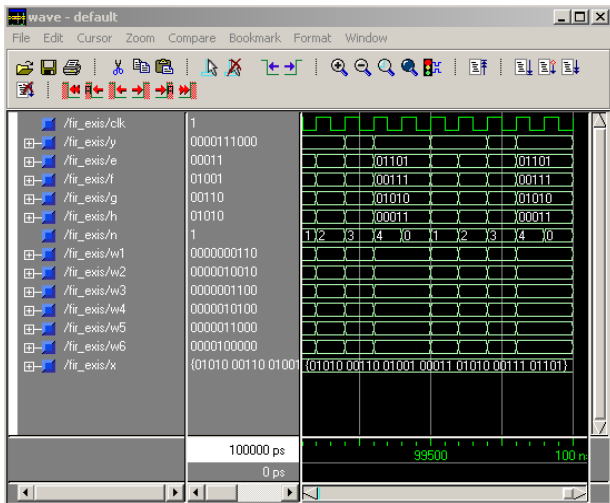 wave - default
File Edit Cursor Zoom Compare Bookmark Format Window
/fir_exis/clk 1
/fir_exis/y 0000111000
/fir_exis/e 00011 01101 01101
/fir_exis/f 01001 00111 00111
/fir_exis/g 00110 01010 01010
/fir_exis/h 01010 00011 00011
/fir_exis/n 1 1 2 3 4 0 1 2 3 4 0
/fir_exis/w1 0000000110
/fir_exis/w2 0000010010
/fir_exis/w3 0000001100
/fir_exis/w4 0000010100
/fir_exis/w5 0000011000
/fir_exis/w6 0000100000
/fir_exis/x {01010 00110 01001 {01010 00110 01001 00011 01010 00111 01101}
100000 ps 99500 100 n
0 ps